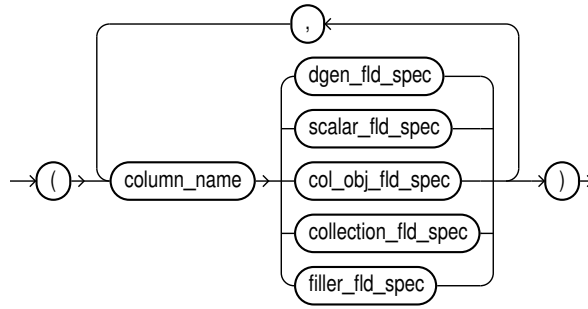 ,
dgen_fld_spec
scalar_fld_spec
( column_name col_obj_fld_spec )
collection_fld_spec
filler_fld_spec